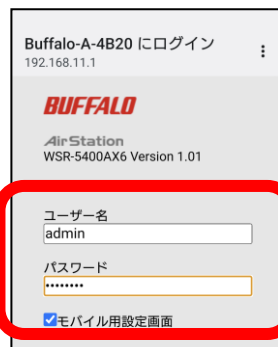 Buffalo-A-4B20 にログイン
192.168.11.1
BUFFALO
AirStation
WSR-5400AX6 Version 1.01
ユーザー名
admin
パスワード
••••••••
モバイル用設定画面